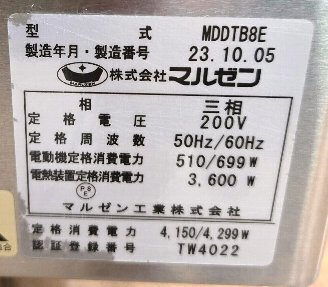 型 式 MDDTB8E
製造年月・製造番号 23.10.05
MARUZEN 株式会社マルゼン
相 三相
定格電圧 200V
定格周波数 50Hz/60Hz
電動機定格消費電力 510/699 W
電熱装置定格消費電力 3,600 W
PSE
マルゼン工業株式会社
定格消費電力 4,150/4,299 W
認証登録番号 TW4022